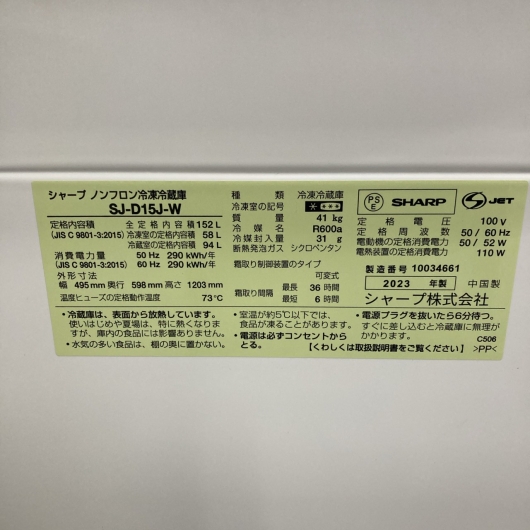 シャープ ノンフロン冷凍冷蔵庫
SJ-D15J-W
定格内容積 全定格内容積 152 L
(JIS C 9801-3:2015) 冷凍室の定格内容積 58 L
冷蔵室の定格内容積 94 L
消費電力量 50 Hz 290 kWh/年
(JIS C 9801-3:2015) 60 Hz 290 kWh/年
外形寸法
幅 495 mm 奥行 598 mm 高さ 1203 mm
温度ヒューズの定格動作温度 73℃
種類 冷凍冷蔵庫
冷凍室の記号
質量 41 kg
冷媒名 R600a
冷媒封入量 31 g
断熱発泡ガス シクロペンタン
霜取り制御装置のタイプ
可変式
霜取り間隔 最長 36 時間
最短 6 時間
PS E SHARP S JET
定格電圧 100 V
定格周波数 50 / 60 Hz
電動機の定格消費電力 50 / 52 W
電熱装置の定格消費電力 110 W
製造番号 10034661
2023 年製 中国製
シャープ株式会社
・冷蔵庫は、表面から放熱しています。
使いはじめや夏場は、特に熱くなりますが、庫内の食品には影響ありません。
・水気の多い食品は、棚の奥に置かない。
・室温が約5℃以下では、食品が凍ることがあります。
・電源は必ずコンセントからとる。
・電源プラグを抜いたら6分待つ。
すぐに差し込むと冷蔵庫に無理がかかります。
【くわしくは取扱説明書をご覧ください】
C506
>PP<